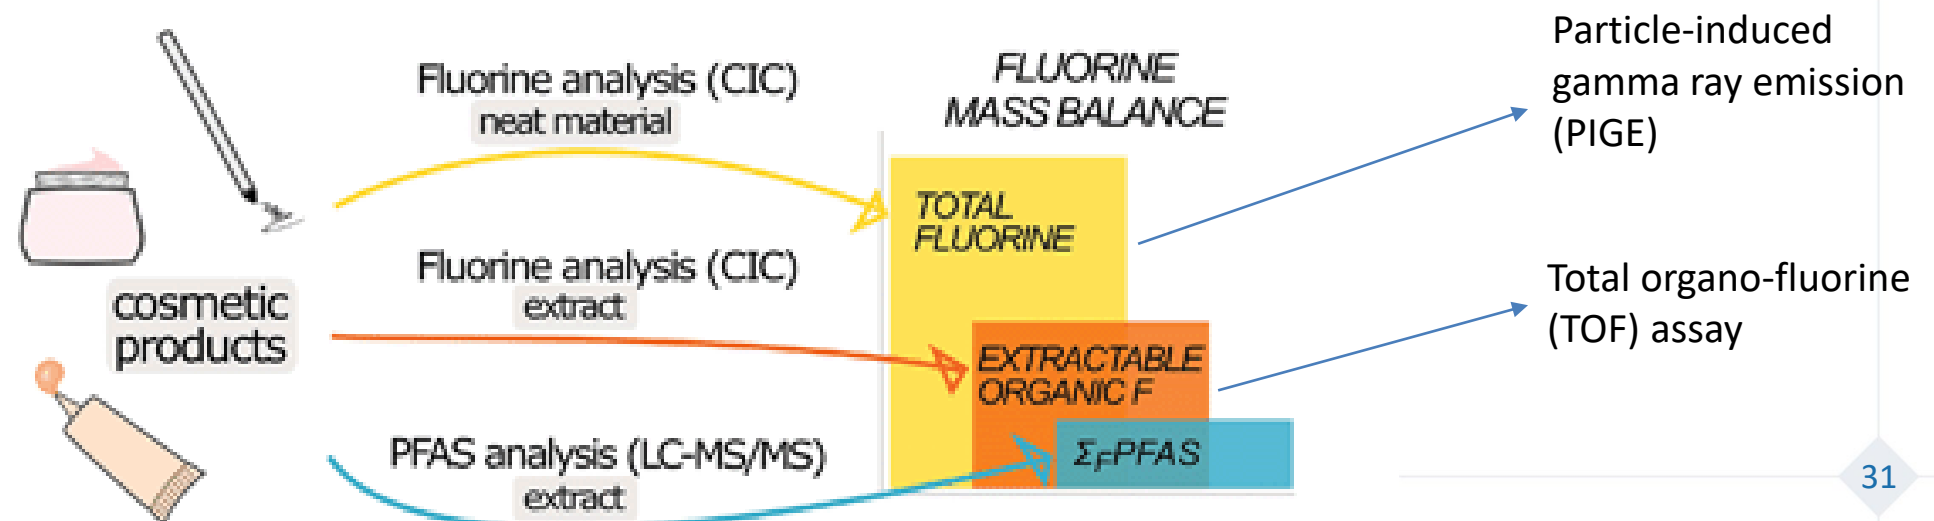 Fluorine analysis (CIC)
neat material
FLUORINE
MASS BALANCE
Particle-induced
gamma ray emission
(PIGE)
TOTAL
FLUORINE
cosmetic
products
Fluorine analysis (CIC)
extract
Total organo-fluorine
(TOF) assay
EXTRACTABLE
ORGANIC F
PFAS analysis (LC-MS/MS)
extract
Σ_FPFAS
31